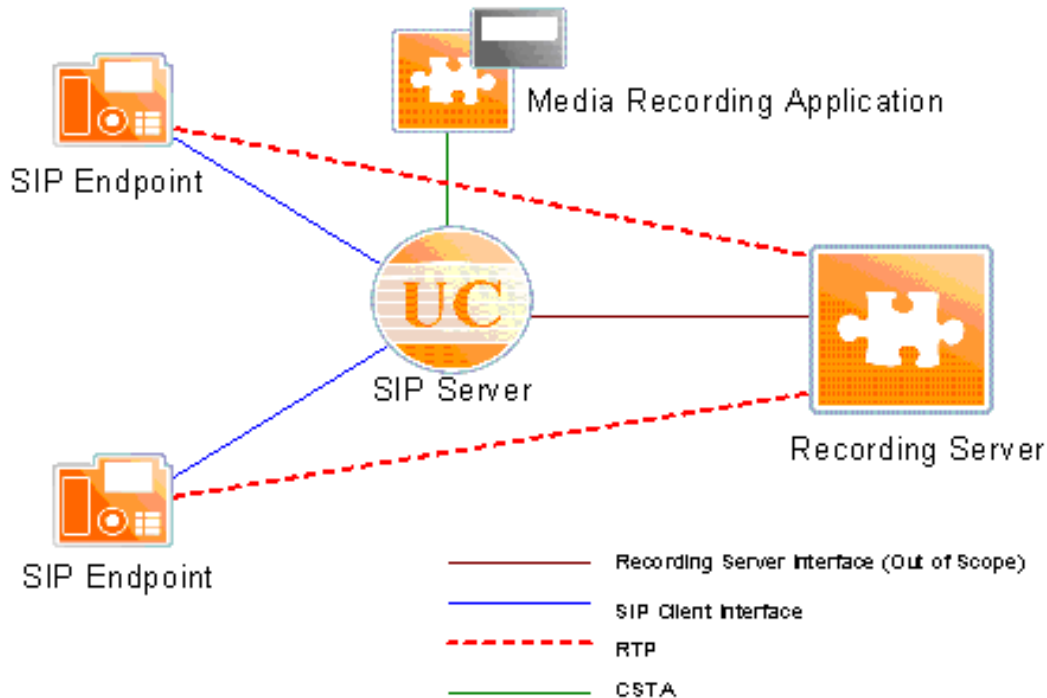 Media Recording Application
SIP Endpoint
UC
SIP Server
Recording Server
SIP Endpoint
Recording Server Interface (Out of Scope)
SIP Client Interface
RTP
CSTA